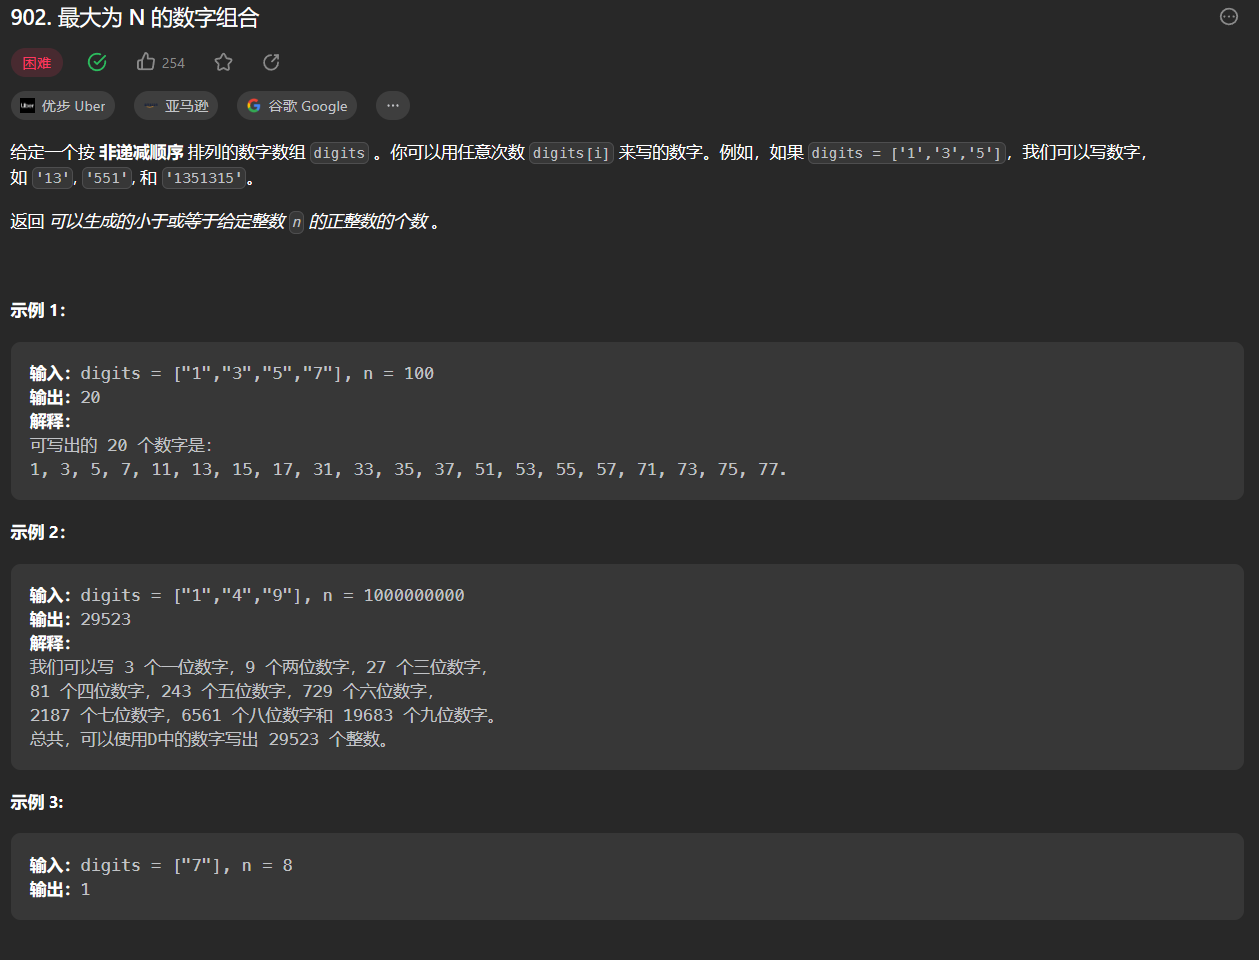 902. 最大为 N 的数字组合
困难 254
Uber 优步 Uber 亚马逊 谷歌 Google ...
给定一个按 非递减顺序 排列的数字数组 digits 。你可以用任意次数 digits[i] 来写的数字。例如，如果 digits = ['1','3','5']，我们可以写数字，
如 '13', '551', 和 '1351315'。
返回 可以生成的小于或等于给定整数 n 的正整数的个数 。
示例 1：
输入：digits = ["1","3","5","7"], n = 100
输出：20
解释：
可写出的 20 个数字是：
1, 3, 5, 7, 11, 13, 15, 17, 31, 33, 35, 37, 51, 53, 55, 57, 71, 73, 75, 77.
示例 2：
输入：digits = ["1","4","9"], n = 1000000000
输出：29523
解释：
我们可以写 3 个一位数字，9 个两位数字，27 个三位数字，
81 个四位数字，243 个五位数字，729 个六位数字，
2187 个七位数字，6561 个八位数字和 19683 个九位数字。
总共，可以使用D中的数字写出 29523 个整数。
示例 3:
输入：digits = ["7"], n = 8
输出：1